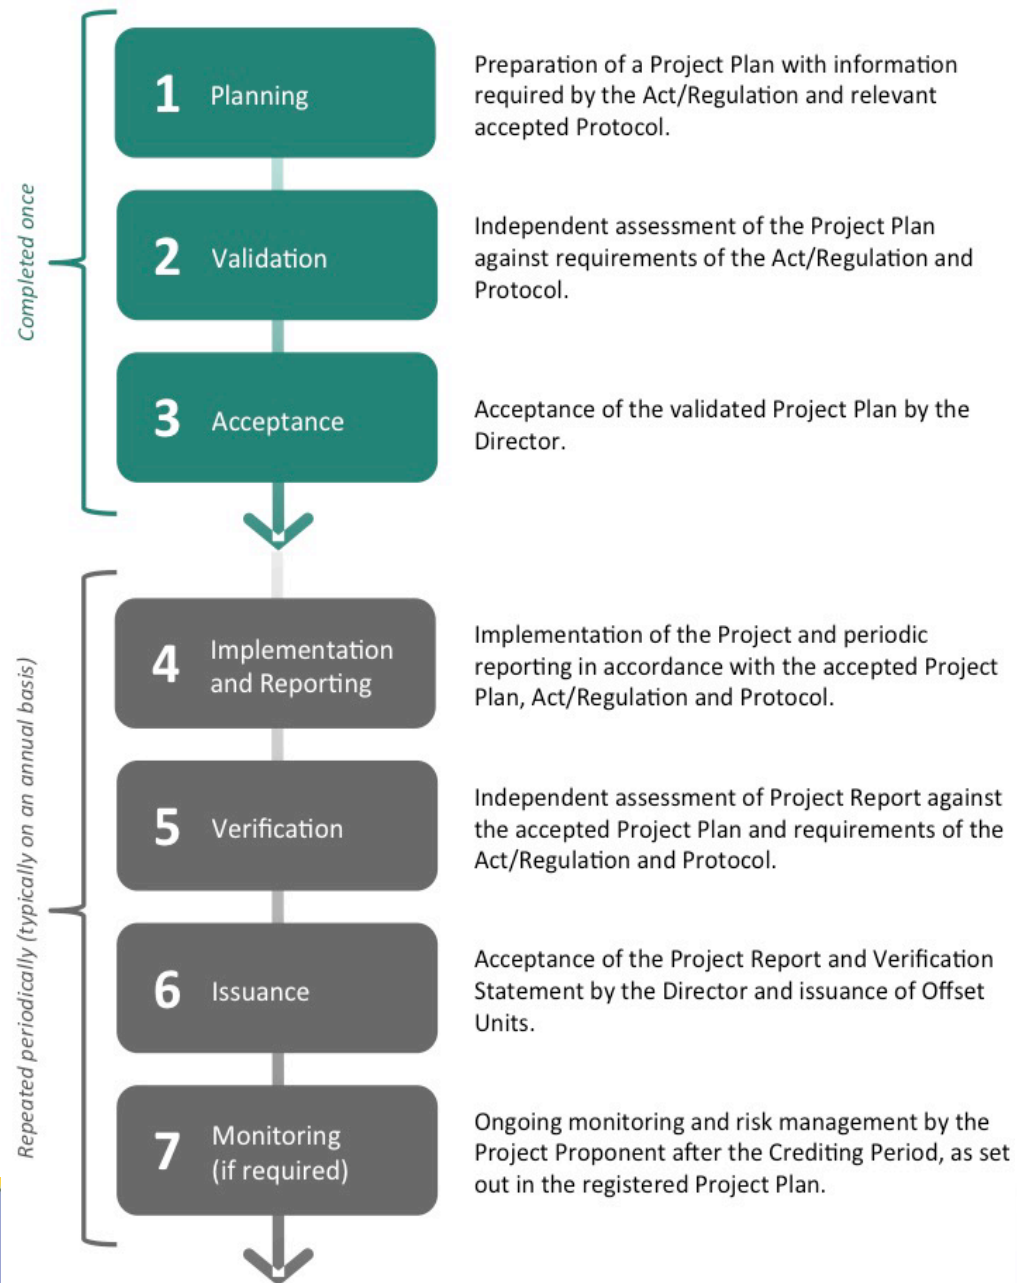 Completed once
1 Planning
Preparation of a Project Plan with information
required by the Act/Regulation and relevant
accepted Protocol.
2 Validation
Independent assessment of the Project Plan
against requirements of the Act/Regulation and
Protocol.
3 Acceptance
Acceptance of the validated Project Plan by the
Director.
Repeated periodically (typically on an annual basis)
4 Implementation
and Reporting
Implementation of the Project and periodic
reporting in accordance with the accepted Project
Plan, Act/Regulation and Protocol.
5 Verification
Independent assessment of Project Report against
the accepted Project Plan and requirements of the
Act/Regulation and Protocol.
6 Issuance
Acceptance of the Project Report and Verification
Statement by the Director and issuance of Offset
Units.
7 Monitoring
(if required)
Ongoing monitoring and risk management by the
Project Proponent after the Crediting Period, as set
out in the registered Project Plan.